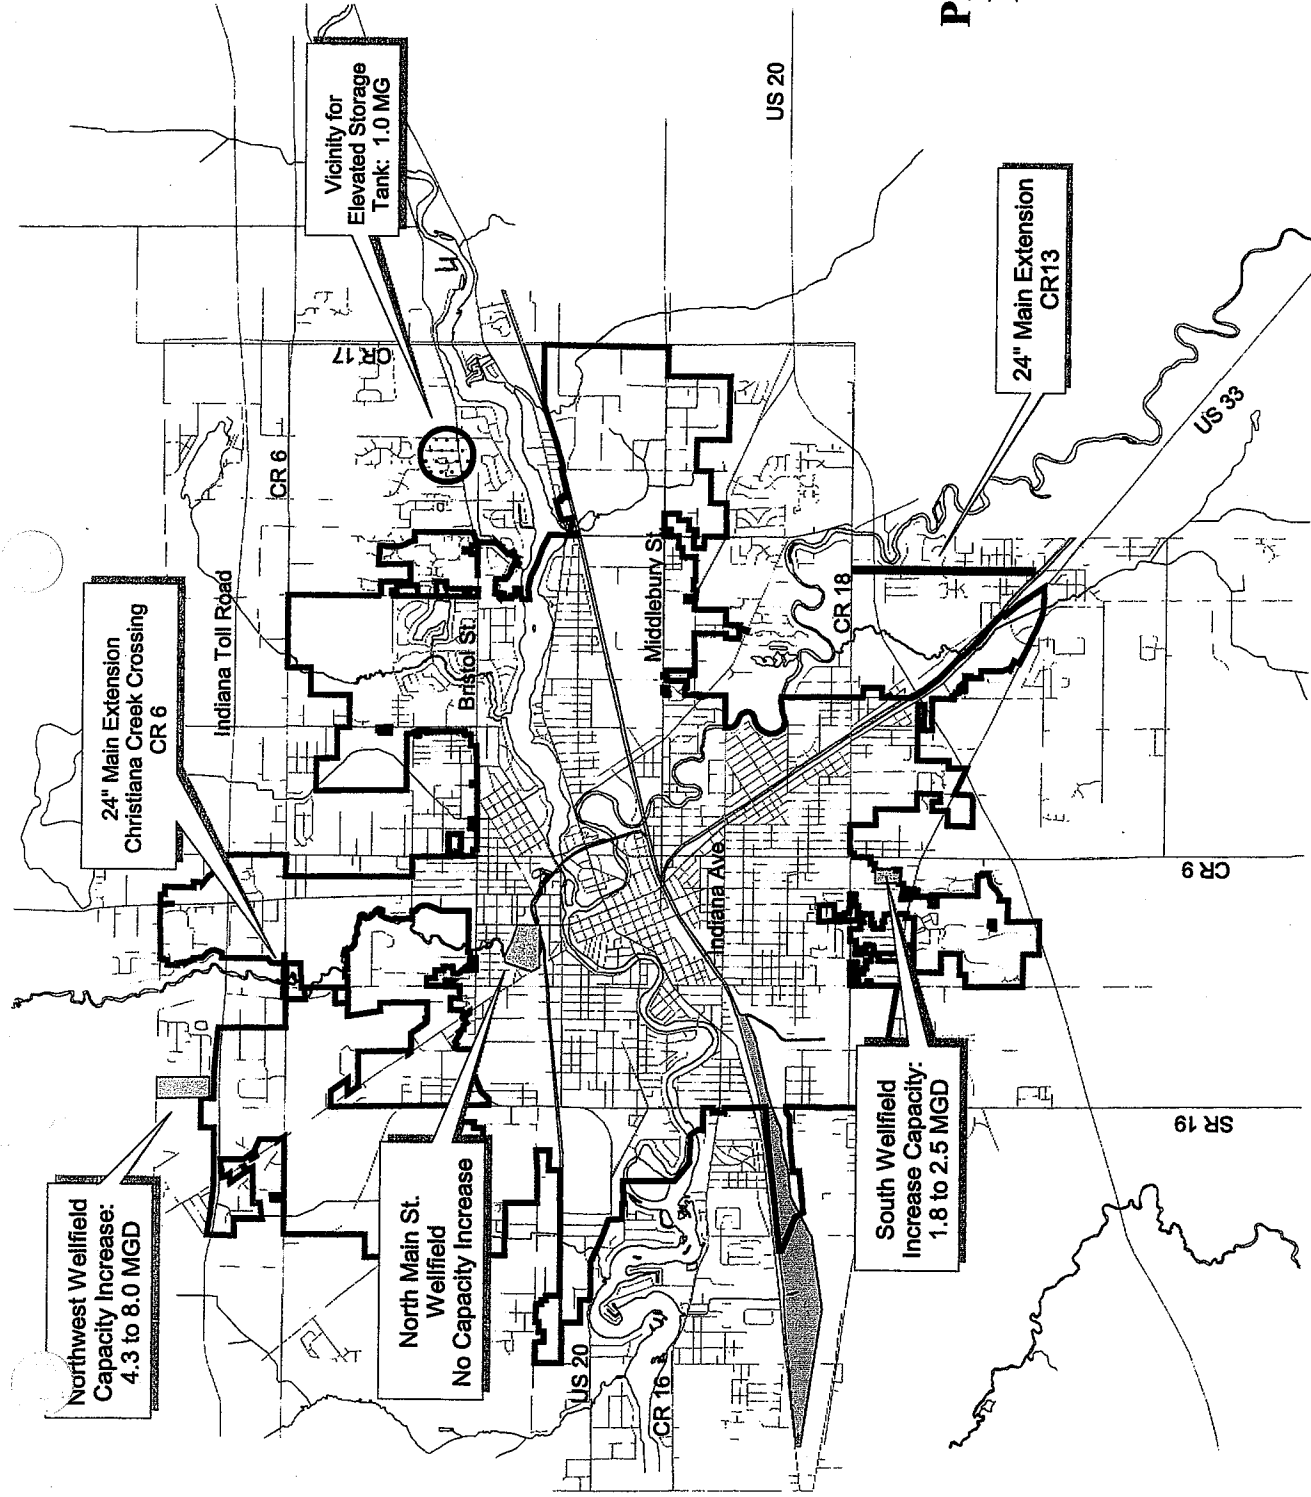 Northwest Wellfield
Capacity Increase:
4.3 to 8.0 MGD
24" Main Extension
Christiana Creek Crossing
CR 6
Vicinity for
Elevated Storage
Tank: 1.0 MG
Indiana Toll Road
CR 6
CR 17
North Main St.
Wellfield
No Capacity Increase
Bristol St.
US 20
CR 16
Middlebury St
Indiana Ave
US 20
CR 18
South Wellfield
Increase Capacity:
1.8 to 2.5 MGD
24" Main Extension
CR13
US 33
SR 19
CR 9
P